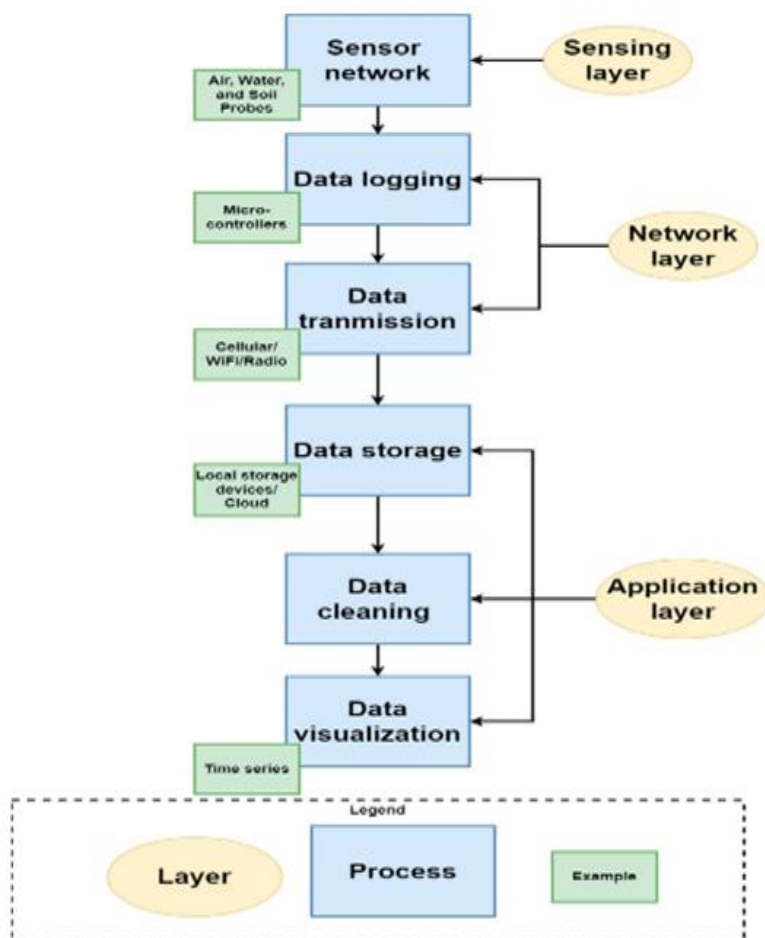 Sensor
network
Sensing
layer
Air, Water,
and Soil
Probes
Data logging
Micro-
controllers
Network
layer
Data
tranmission
Cellular/
WiFi/Radio
Data storage
Local storage
devices/
Cloud
Data
cleaning
Application
layer
Data
visualization
Time series
Legend
Layer
Process
Example